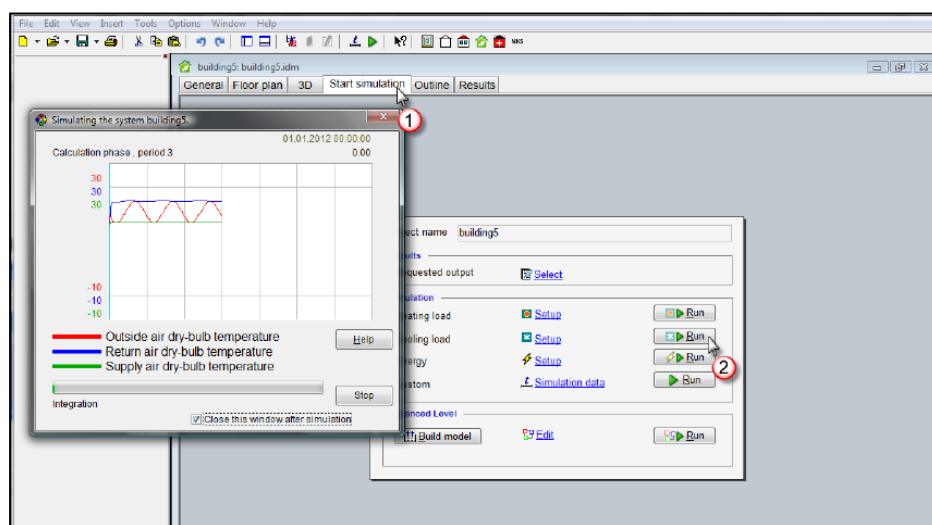 File Edit View Insert Tools Options Window Help
building5: building5.idm
General Floor plan 3D Start simulation Outline Results
1
Simulating the system building5.
01.01.2012 00:00:00
Calculation phase , period 3 0.00
30
30
30
-10
-10
-10
Outside air dry-bulb temperature
Return air dry-bulb temperature
Supply air dry-bulb temperature
Help
Integration
Stop
Close this window after simulation
ect name building5
ults
quested output Select
ulation
ating load Setup Run
oling load Setup Run
ergy Setup Run
2
stom Simulation data Run
anced Level
Build model Edit Run